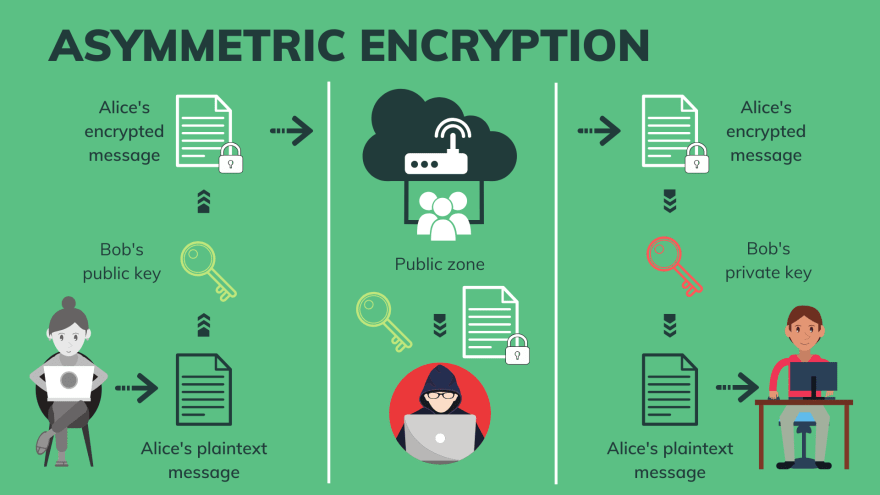 ASYMMETRIC ENCRYPTION
Alice's
encrypted
message
Bob's
public key
Alice's plaintext
message
Public zone
Alice's
encrypted
message
Bob's
private key
Alice's plaintext
message